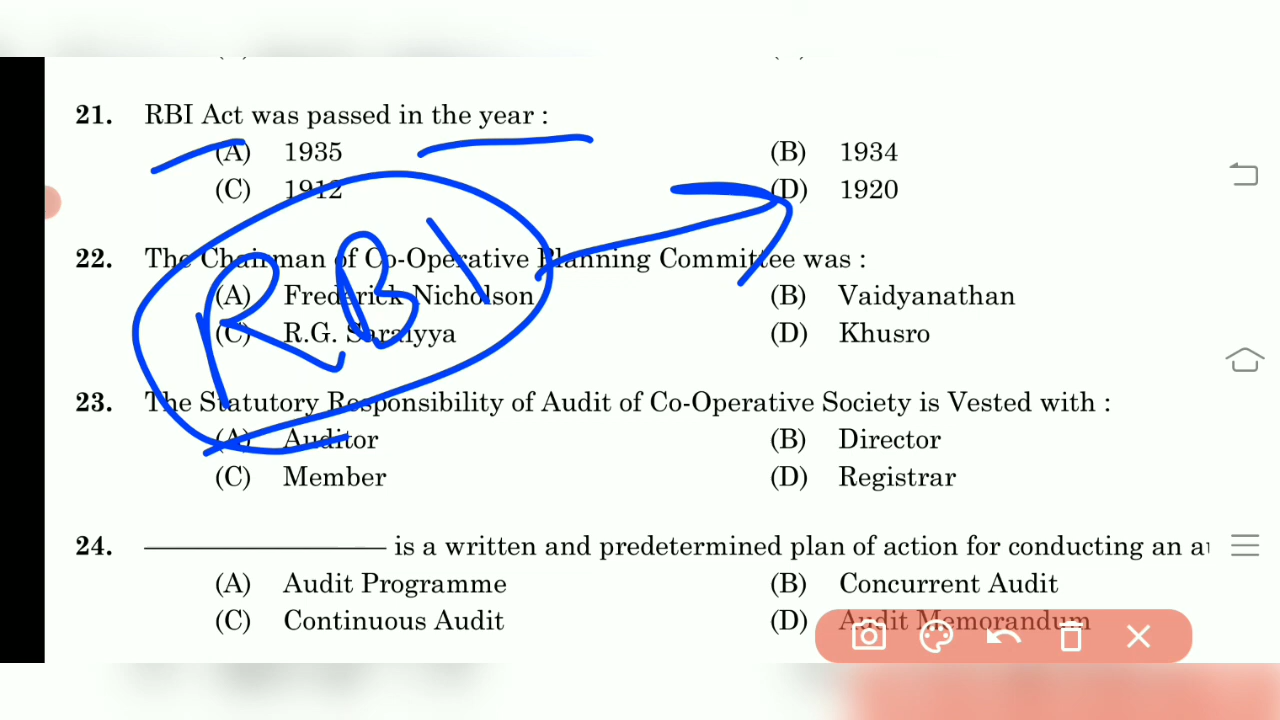 21. RBI Act was passed in the year :
(A) 1935 (B) 1934
(C) 1912 (D) 1920
RBI
22. The Chairman of Co-Operative Planning Committee was :
(A) Frederick Nicholson (B) Vaidyanathan
(C) R.G. Saraiyya (D) Khusro
23. The Statutory Responsibility of Audit of Co-Operative Society is Vested with :
(A) Auditor (B) Director
(C) Member (D) Registrar
24. ______________ is a written and predetermined plan of action for conducting an
(A) Audit Programme (B) Concurrent Audit
(C) Continuous Audit (D) Audit Memorandum